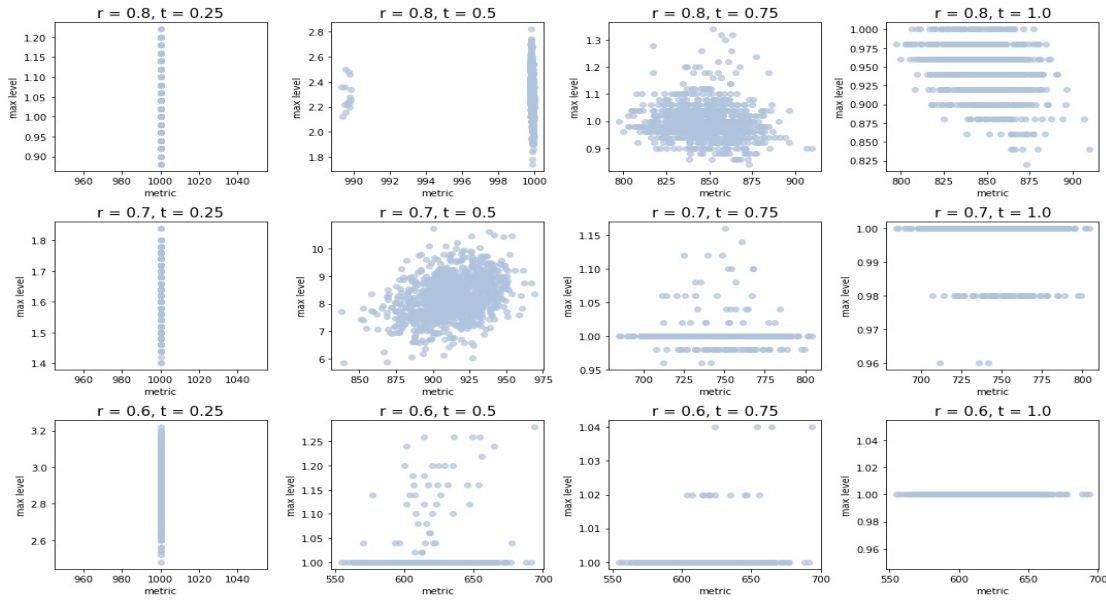 r = 0.8, t = 0.25
max level
1.20
1.15
1.10
1.05
1.00
0.95
0.90
960 980 1000 1020 1040
metric
r = 0.8, t = 0.5
max level
2.8
2.6
2.4
2.2
2.0
1.8
990 992 994 996 998 1000
metric
r = 0.8, t = 0.75
max level
1.3
1.2
1.1
1.0
0.9
800 825 850 875 900
metric
r = 0.8, t = 1.0
max level
1.000
0.975
0.950
0.925
0.900
0.875
0.850
0.825
800 825 850 875 900
metric
r = 0.7, t = 0.25
max level
1.8
1.7
1.6
1.5
1.4
960 980 1000 1020 1040
metric
r = 0.7, t = 0.5
max level
10
9
8
7
6
850 875 900 925 950 975
metric
r = 0.7, t = 0.75
max level
1.15
1.10
1.05
1.00
0.95
700 725 750 775 800
metric
r = 0.7, t = 1.0
max level
1.00
0.99
0.98
0.97
0.96
700 725 750 775 800
metric
r = 0.6, t = 0.25
max level
3.2
3.0
2.8
2.6
960 980 1000 1020 1040
metric
r = 0.6, t = 0.5
max level
1.25
1.20
1.15
1.10
1.05
1.00
550 600 650 700
metric
r = 0.6, t = 0.75
max level
1.04
1.03
1.02
1.01
1.00
550 600 650 700
metric
r = 0.6, t = 1.0
max level
1.04
1.02
1.00
0.98
0.96
550 600 650 700
metric